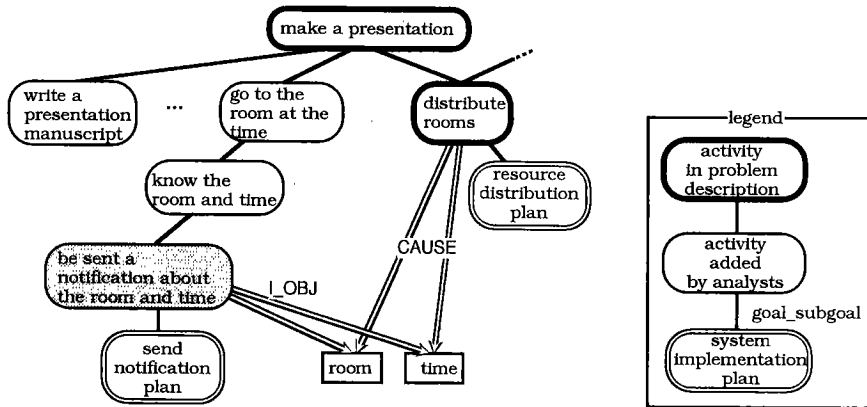 make a presentation
write a
presentation
manuscript
...
go to the
room at the
time
distribute
rooms
know the
room and time
resource
distribution
plan
be sent a
notification about
the room and time
I_OBJ
CAUSE
send
notification
plan
room
time
legend
activity
in problem
description
activity
added
by analysts
goal_subgoal
system
implementation
plan